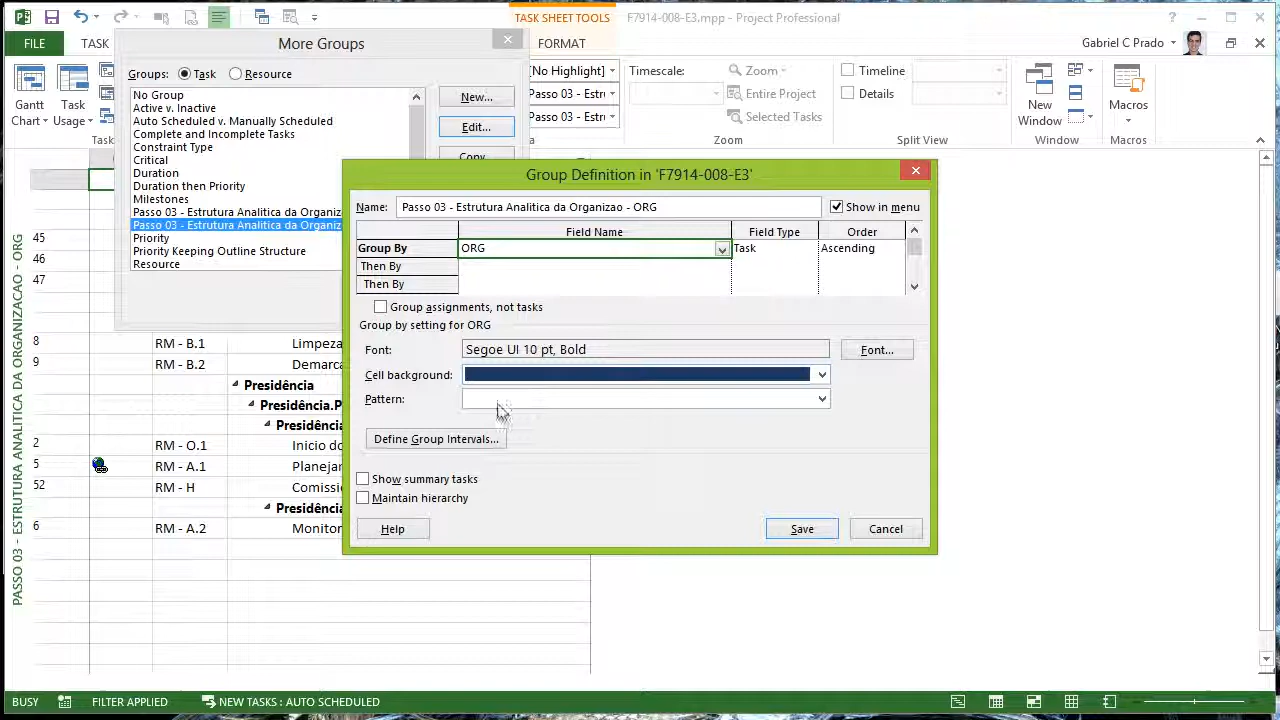 TASK SHEET TOOLS
F7914-008-E3.mpp - Project Professional
?
FILE
TASK
FORMAT
Gabriel C Prado
More Groups
Groups: Task Resource
No Group
Active v. Inactive
Auto Scheduled v. Manually Scheduled
Complete and Incomplete Tasks
Constraint Type
Critical
Duration
Duration then Priority
Milestones
Passo 03 - Estrutura Analitica da Organiz
Passo 03 - Estrutura Analitica da Organiz
Priority
Priority Keeping Outline Structure
Resource
New...
Edit...
Copy
Gantt
Chart
Task
Usage
[No Highlight]
Passo 03 - Estru
Passo 03 - Estru
Timescale:
Zoom
Entire Project
Selected Tasks
Zoom
Timeline
Details
Split View
New
Window
Window
Macros
Macros
Group Definition in 'F7914-008-E3'
Name: Passo 03 - Estrutura Analitica da Organizao - ORG
Show in menu
Field Name Field Type Order
Group By ORG Task Ascending
Then By
Then By
Group assignments, not tasks
Group by setting for ORG
Font: Segoe UI 10 pt, Bold
Font...
Cell background:
Pattern:
Define Group Intervals...
Show summary tasks
Maintain hierarchy
Help
Save
Cancel
PASSO 03 - ESTRUTURA ANALITICA DA ORGANIZACAO - ORG
45
46
47
8 RM - B.1 Limpeza
9 RM - B.2 Demarca
Presidência
Presidência.P
Presidência
2 RM - O.1 Início do
5 RM - A.1 Planejar
52 RM - H Comiss
Presidência
6 RM - A.2 Monitor
BUSY
FILTER APPLIED
NEW TASKS : AUTO SCHEDULED